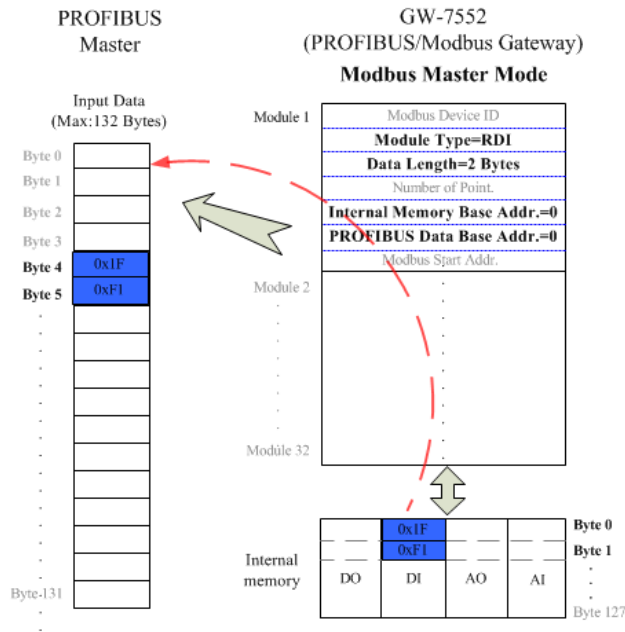 PROFIBUS
Master
GW-7552
(PROFIBUS/Modbus Gateway)
Modbus Master Mode
Input Data
(Max:132 Bytes)
Byte 0
Byte 1
Byte 2
Byte 3
Byte 4
0x1F
Byte 5
0xF1
Byte 131
Module 1
Modbus Device ID
Module Type=RDI
Data Length=2 Bytes
Number of Point.
Internal Memory Base Addr.=0
PROFIBUS Data Base Addr.=0
Modbus Start Addr.
Module 2
Module 32
Internal
memory
0x1F
Byte 0
0xF1
Byte 1
DO
DI
AO
AI
Byte 127